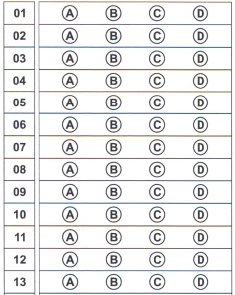 01 A B C D
02 A B C D
03 A B C D
04 A B C D
05 A B C D
06 A B C D
07 A B C D
08 A B C D
09 A B C D
10 A B C D
11 A B C D
12 A B C D
13 A B C D